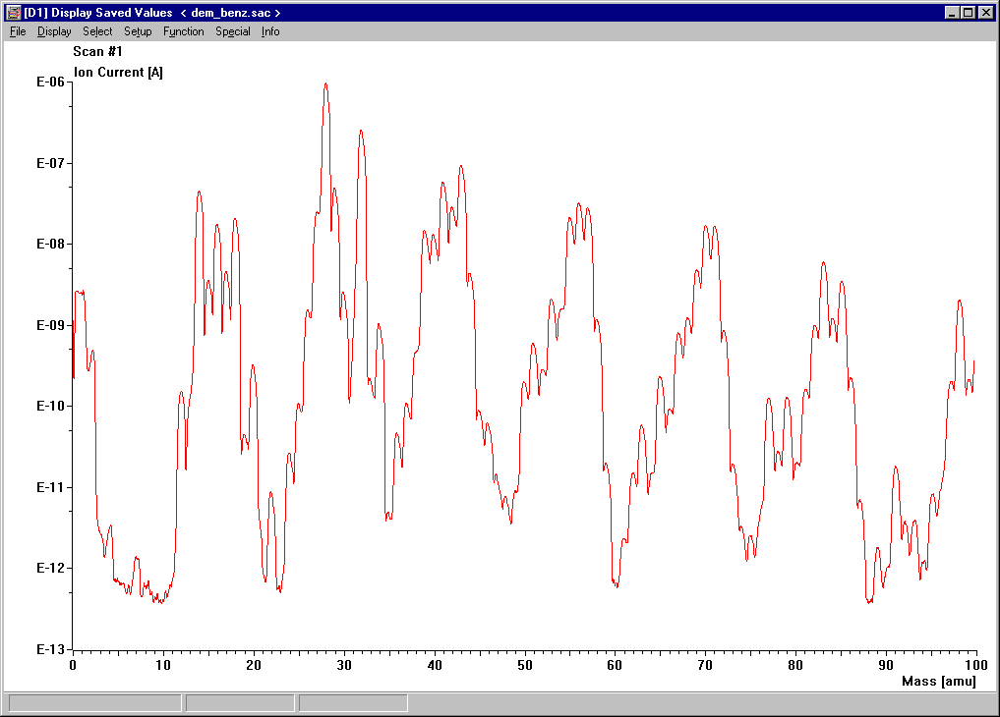 [D1] Display Saved Values < dem_benz.sac >
File Display Select Setup Function Special Info
Scan #1
Ion Current [A]
E-06
E-07
E-08
E-09
E-10
E-11
E-12
E-13
0 10 20 30 40 50 60 70 80 90 100
Mass [amu]